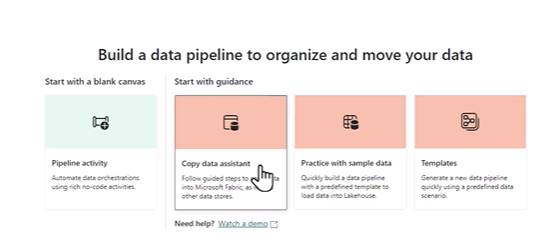 Build a data pipeline to organize and move your data
Start with a blank canvas
Start with guidance
Pipeline activity
Automate data orchestrations
using rich no-code activities.
Copy data assistant
Follow guided steps to
into Microsoft Fabric, as
other data stores.
Practice with sample data
Quickly build a data pipeline
with a predefined template to
load data into Lakehouse.
Templates
Generate a new data pipeline
quickly using a predefined data
scenario.
Need help? Watch a demo